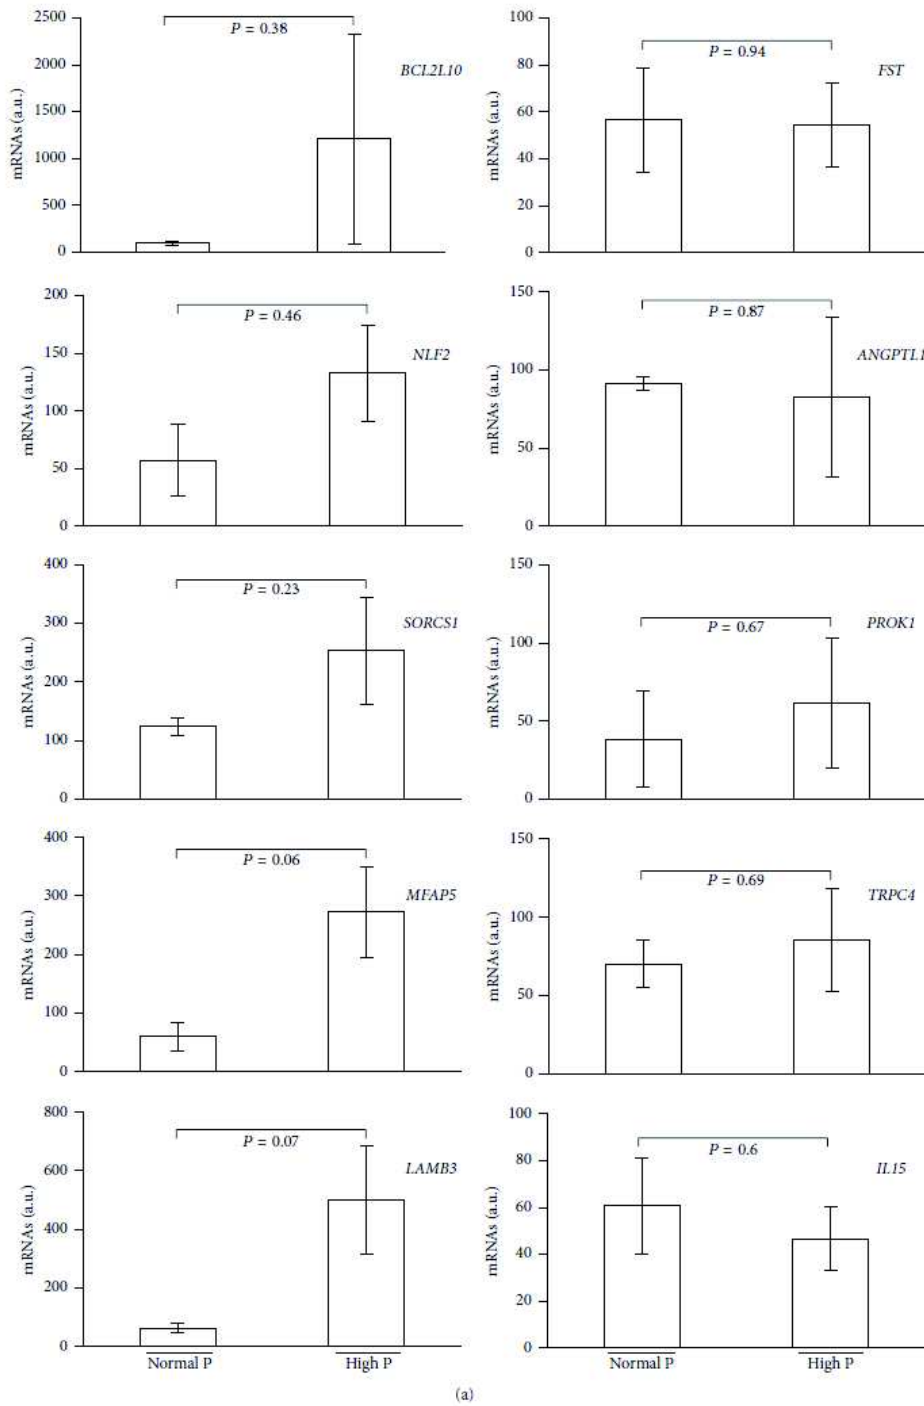 2500
2000
1500
1000
500
0
mRNAs (a.u.)
P = 0.38
BCL2L10
100
80
60
40
20
0
mRNAs (a.u.)
P = 0.94
FST
200
150
100
50
0
mRNAs (a.u.)
P = 0.46
NLF2
150
100
50
0
mRNAs (a.u.)
P = 0.87
ANGPTL1
400
300
200
100
0
mRNAs (a.u.)
P = 0.23
SORCS1
150
100
50
0
mRNAs (a.u.)
P = 0.67
PROK1
400
300
200
100
0
mRNAs (a.u.)
P = 0.06
MFAP5
150
100
50
0
mRNAs (a.u.)
P = 0.69
TRPC4
800
600
400
200
0
mRNAs (a.u.)
P = 0.07
LAMB3
Normal P
High P
100
80
60
40
20
0
mRNAs (a.u.)
P = 0.6
IL15
Normal P
High P
(a)